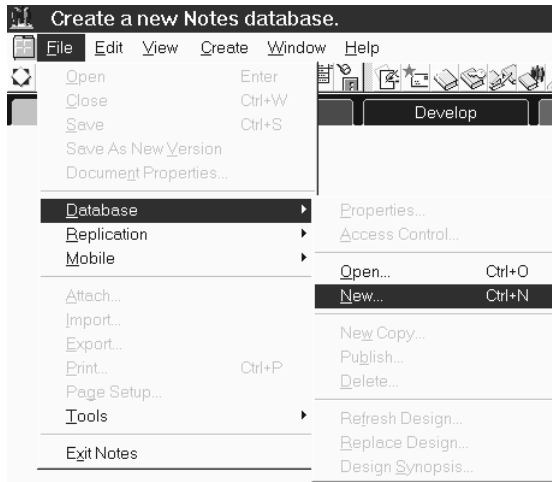 Create a new Notes database.
File Edit View Create Window Help
Open Enter
Close Ctrl+W
Save Ctrl+S
Save As New Version
Document Properties...
Develop
Database
Replication
Mobile
Attach...
Import...
Export...
Print... Ctrl+P
Page Setup...
Tools
Exit Notes
Properties...
Access Control...
Open... Ctrl+O
New... Ctrl+N
New Copy...
Publish...
Delete...
Refresh Design...
Replace Design...
Design Synopsis...